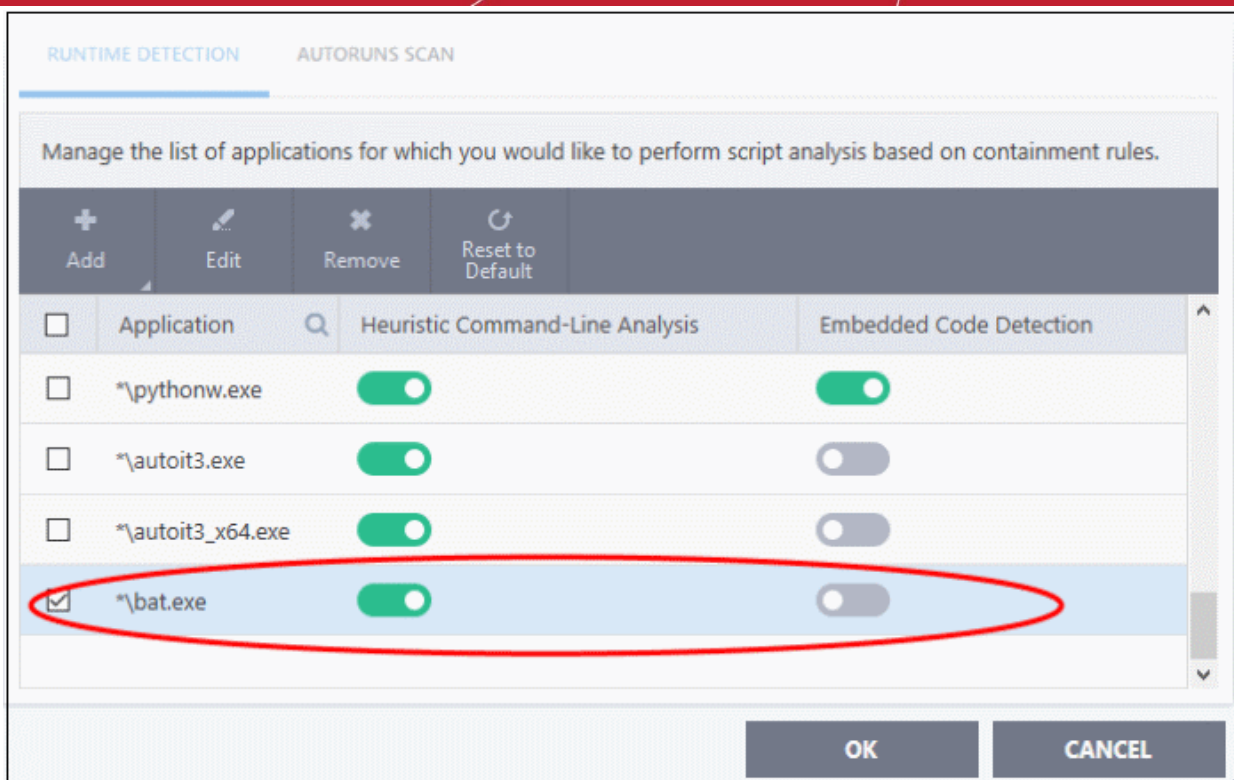 RUNTIME DETECTION AUTORUNS SCAN
Manage the list of applications for which you would like to perform script analysis based on containment rules.
Add Edit Remove Reset to Default
Application Heuristic Command-Line Analysis Embedded Code Detection
*\pythonw.exe
*\autoit3.exe
*\autoit3_x64.exe
*\bat.exe
OK CANCEL